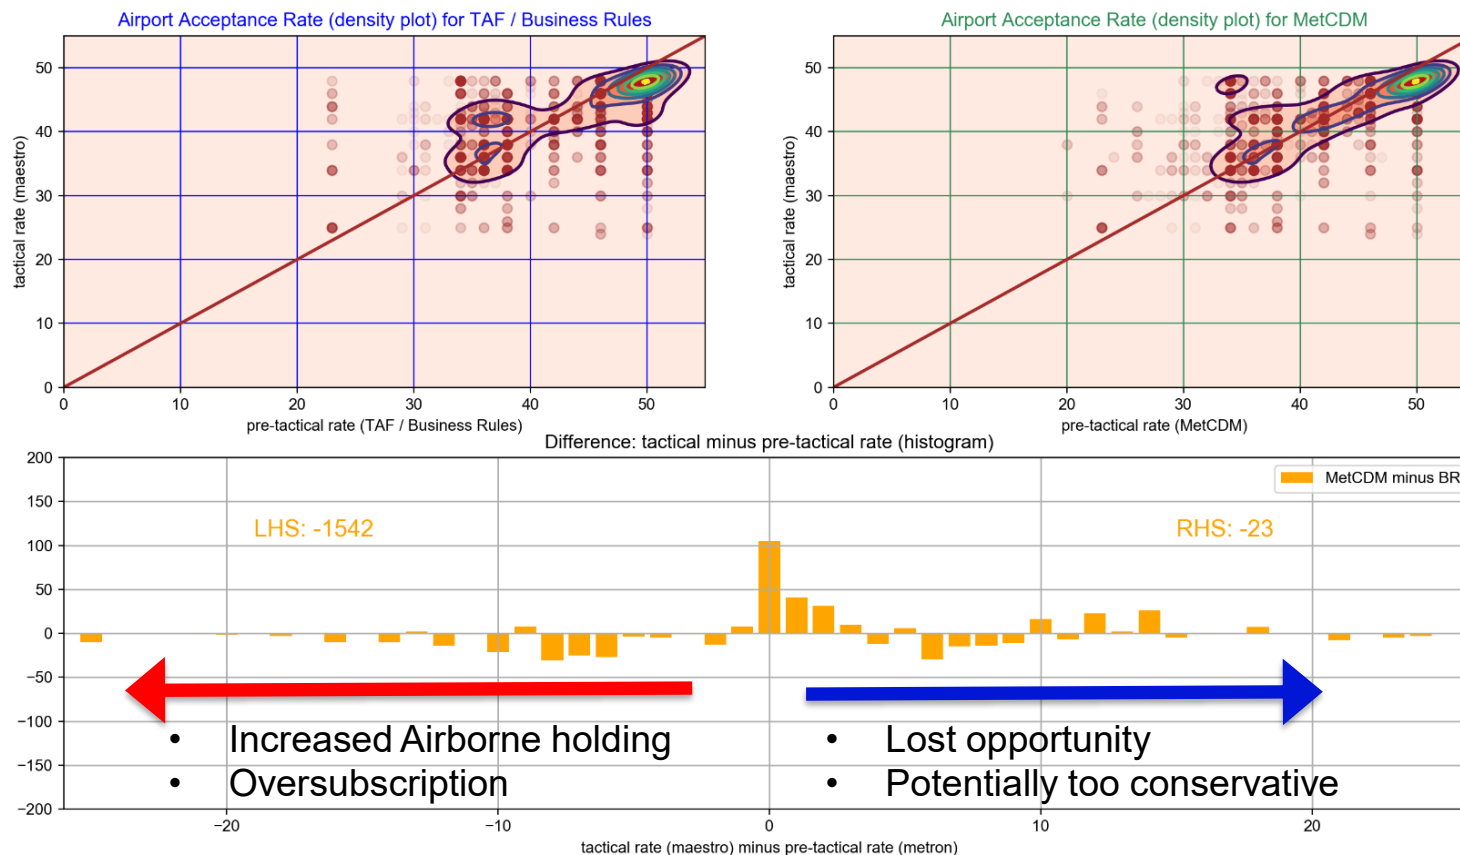 Airport Acceptance Rate (density plot) for TAF / Business Rules
50
40
30
20
10
0
tactical rate (maestro)
0 10 20 30 40 50
pre-tactical rate (TAF / Business Rules)
Airport Acceptance Rate (density plot) for MetCDM
50
40
30
20
10
0
tactical rate (maestro)
0 10 20 30 40 50
pre-tactical rate (MetCDM)
Difference: tactical minus pre-tactical rate (histogram)
200
150
100
50
0
−50
−100
−150
−200
MetCDM minus BR
LHS: -1542
RHS: -23
• Increased Airborne holding
• Oversubscription
• Lost opportunity
• Potentially too conservative
−20 −10 0 10 20
tactical rate (maestro) minus pre-tactical rate (metron)